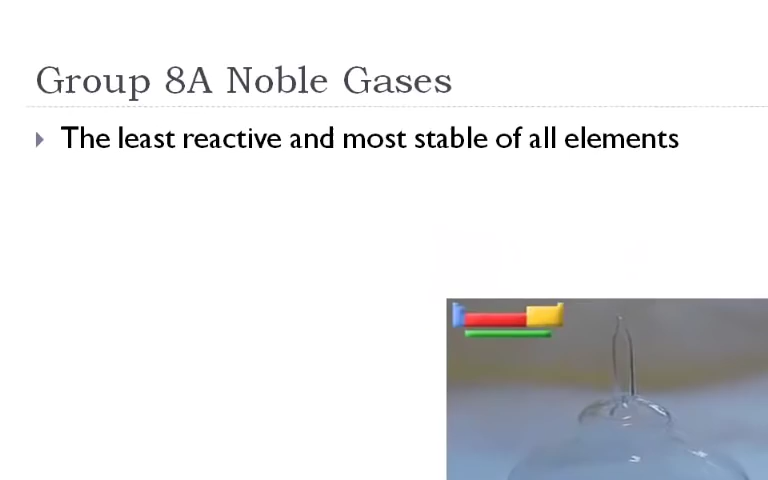 Group 8A Noble Gases
The least reactive and most stable of all elements